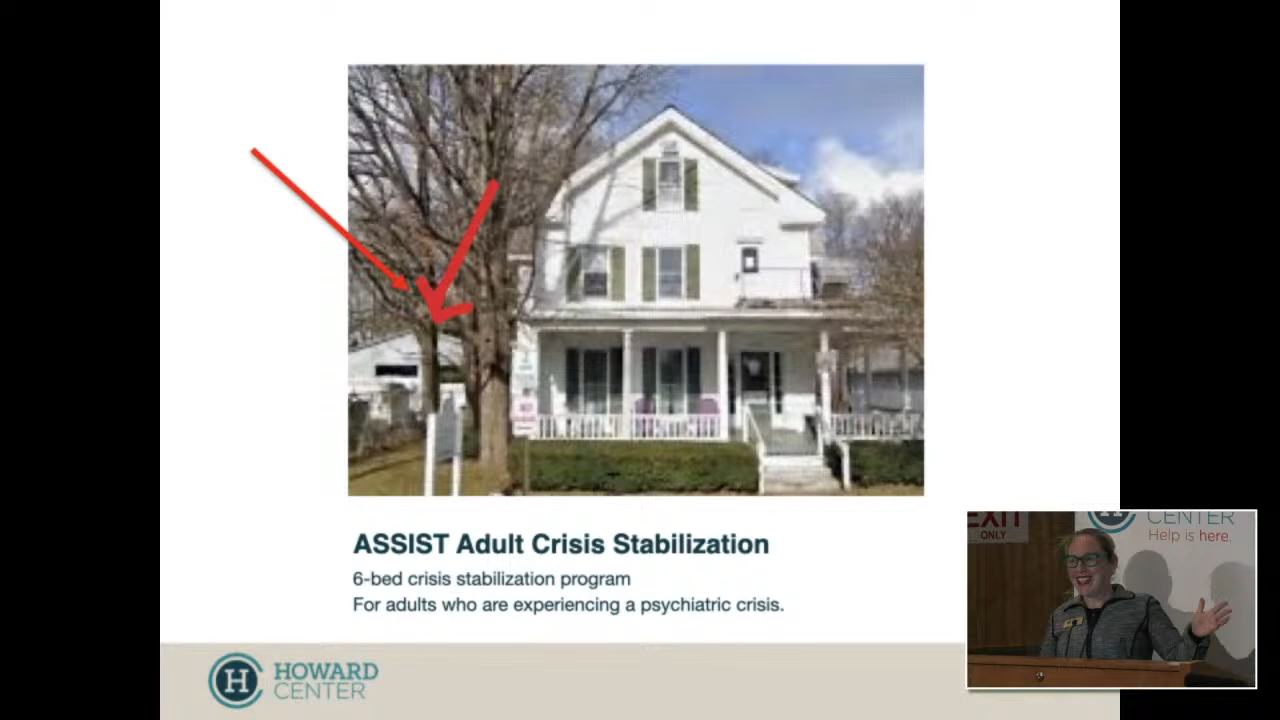 ASSIST Adult Crisis Stabilization
6-bed crisis stabilization program
For adults who are experiencing a psychiatric crisis.
H HOWARD
CENTER
EXIT
ONLY
H
CENTER
Help is here.